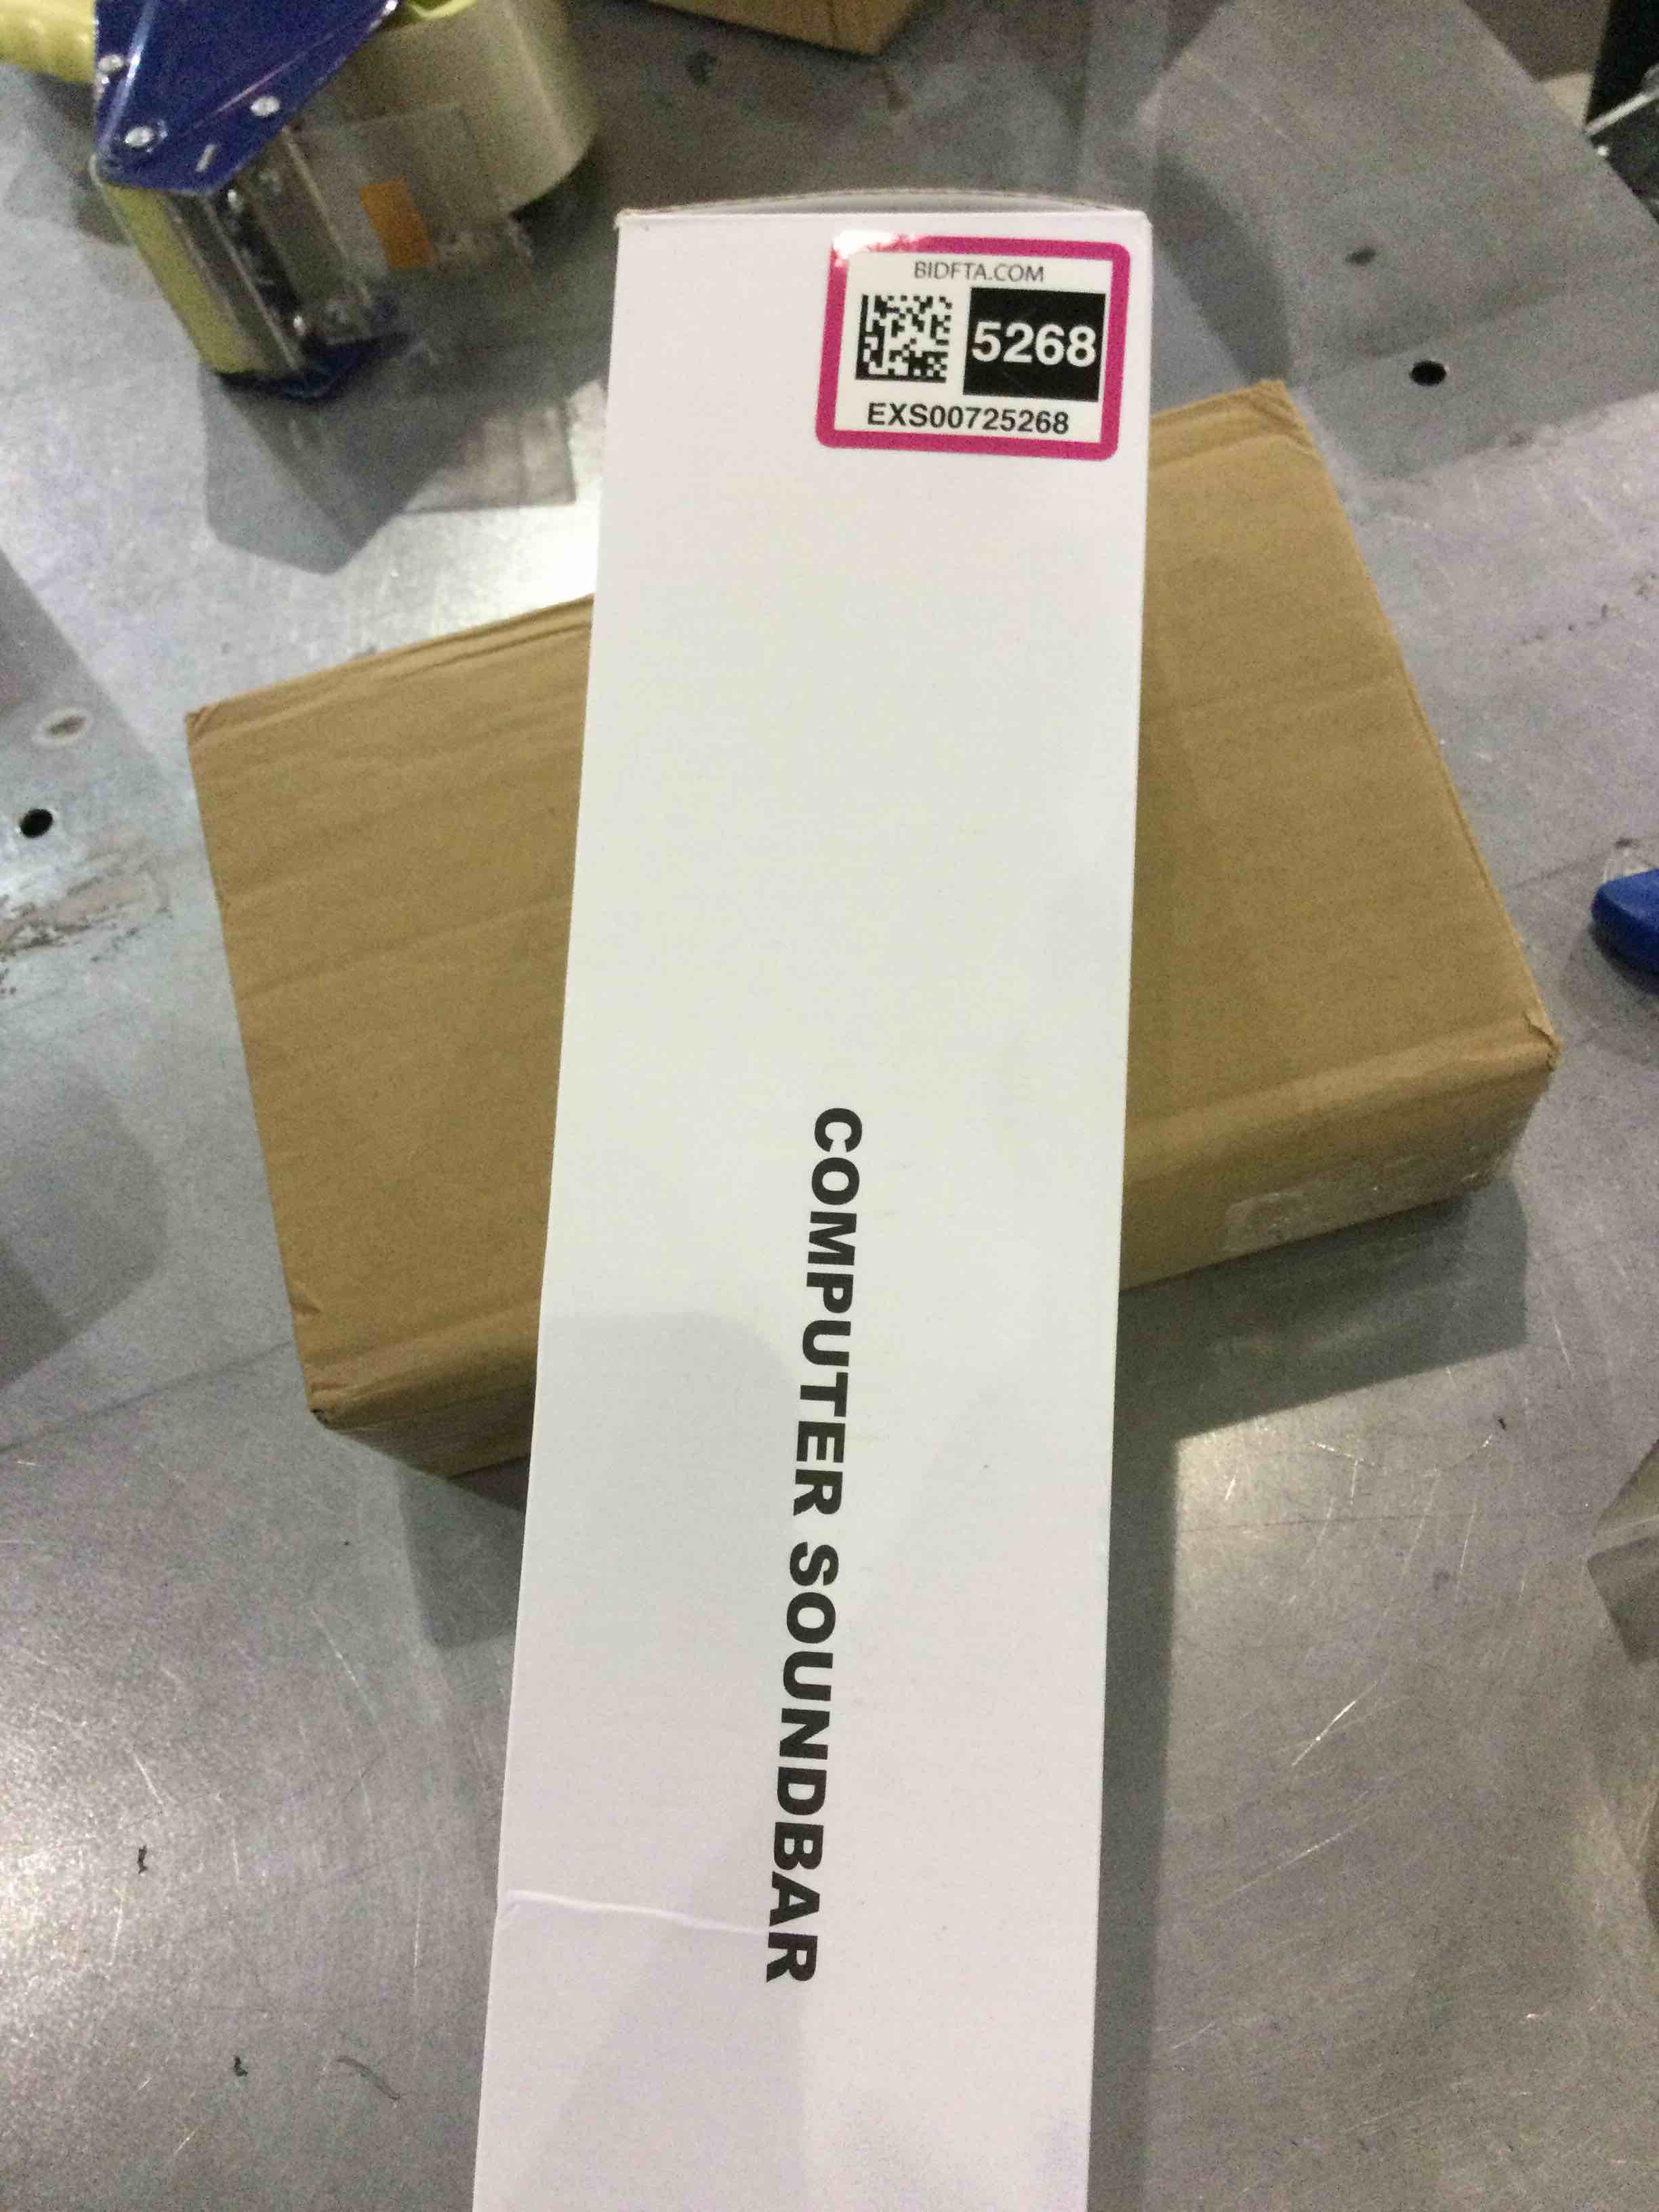 BIDFTA.COM
5268
EXS00725268
COMPUTER SOUNDBAR